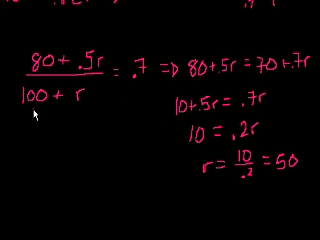 80 + .5r / 100 + r = .7 ⇒ 80+.5r = 70+.7r
10+.5r = .7r
10 = .2r
r = 10/.2 = 50